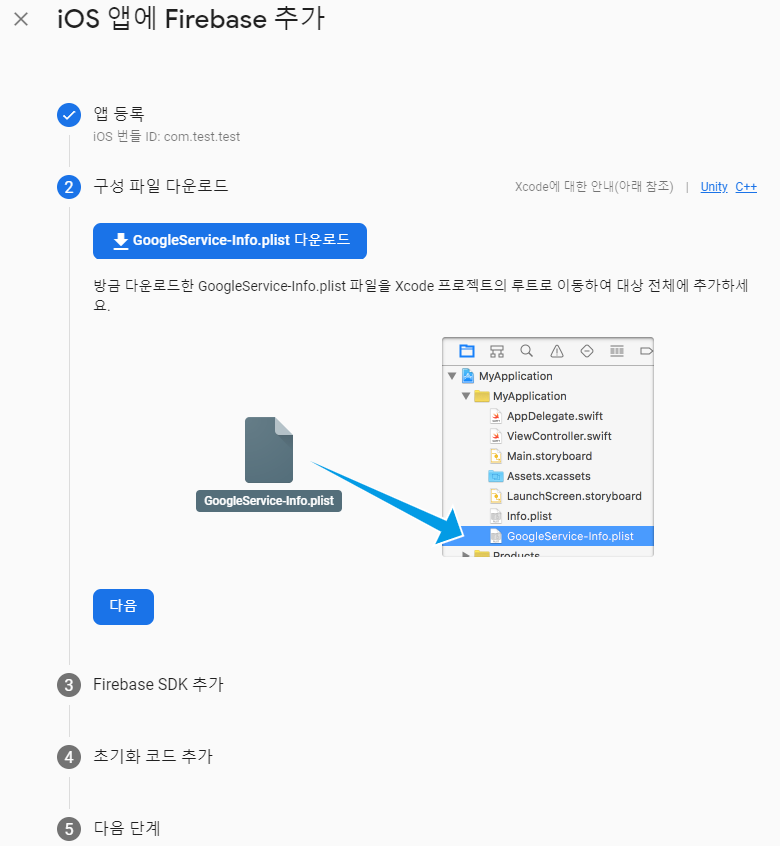 iOS 앱에 Firebase 추가
앱 등록
iOS 번들 ID: com.test.test
2 구성 파일 다운로드
Xcode에 대한 안내(아래 참조) | Unity C++
GoogleService-Info.plist 다운로드
방금 다운로드한 GoogleService-Info.plist 파일을 Xcode 프로젝트의 루트로 이동하여 대상 전체에 추가하세
요.
MyApplication
MyApplication
AppDelegate.swift
ViewController.swift
Main.storyboard
Assets.xcassets
LaunchScreen.storyboard
Info.plist
GoogleService-Info.plist
Products
GoogleService-Info.plist
다음
3 Firebase SDK 추가
4 초기화 코드 추가
5 다음 단계